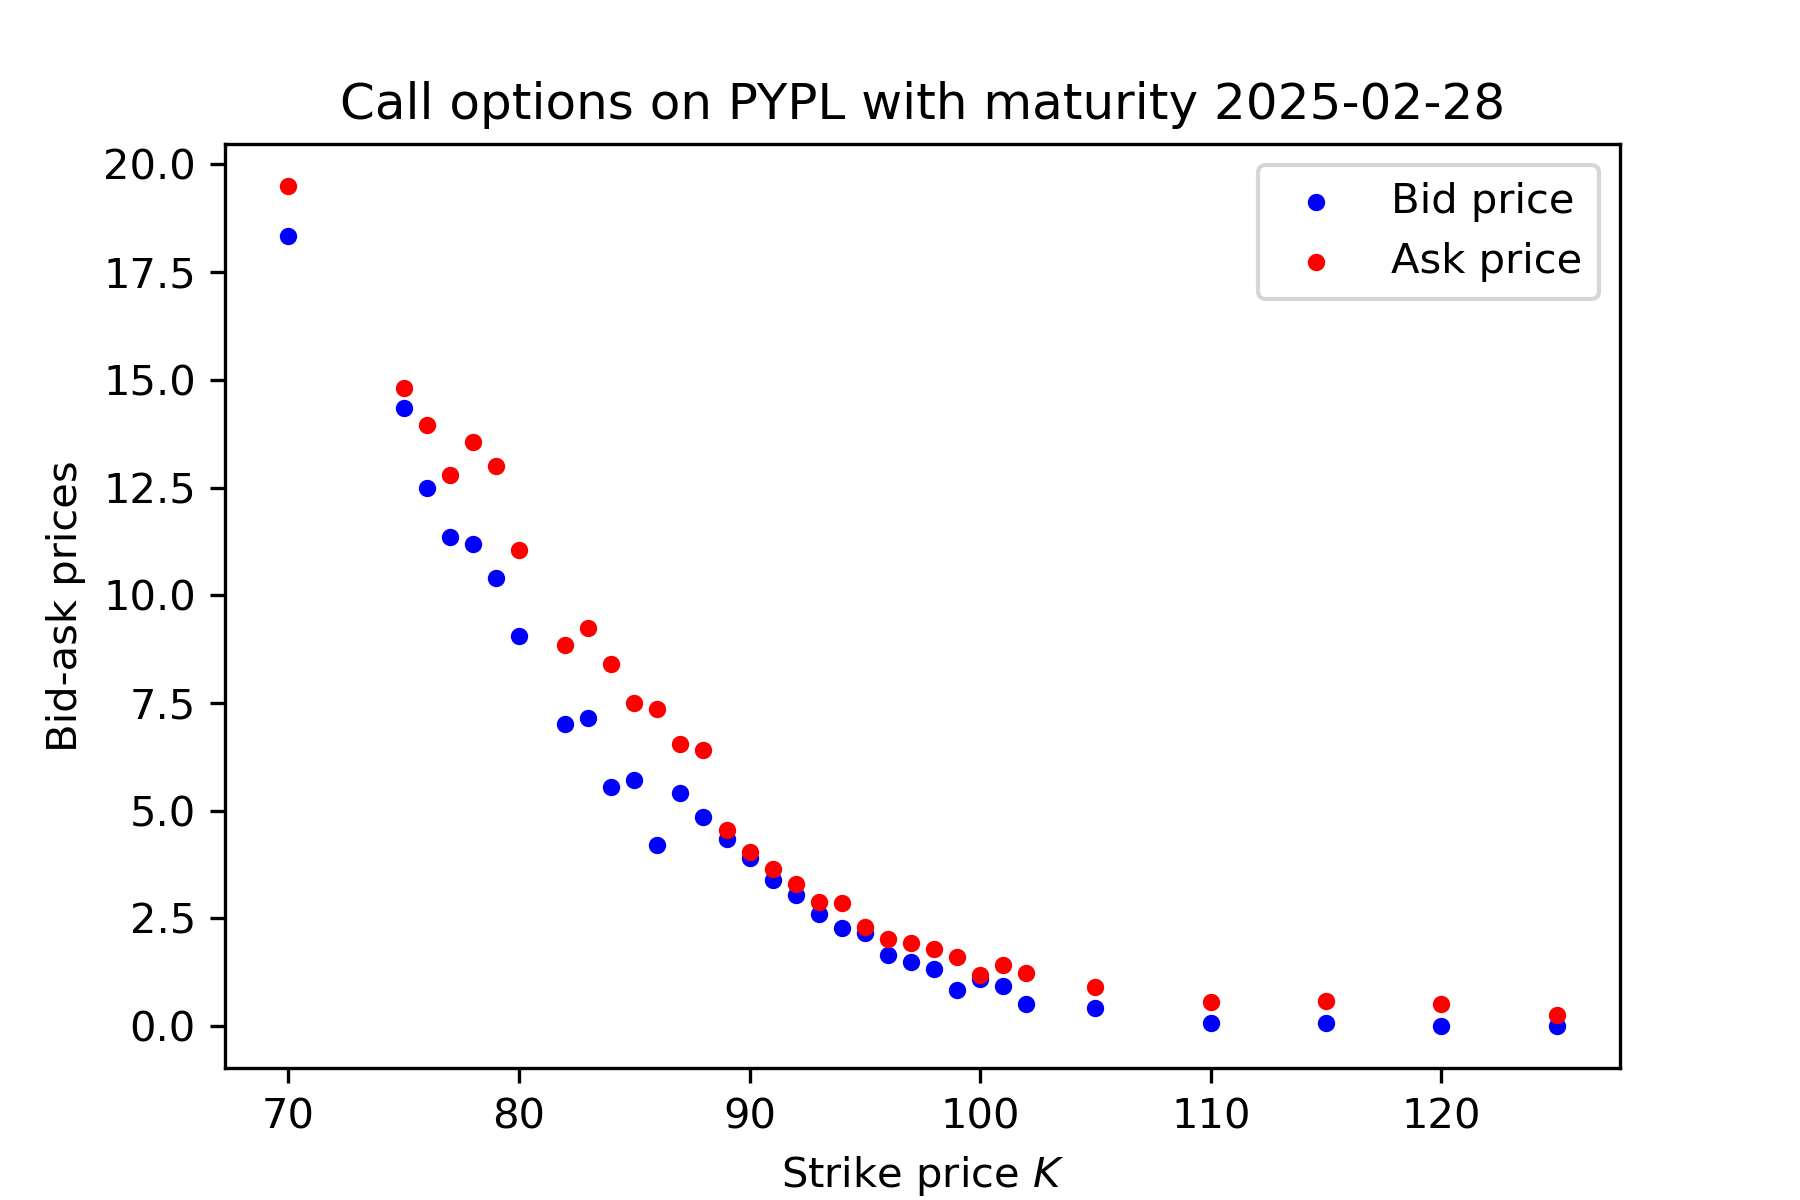 Call options on PYPL with maturity 2025-02-28
Bid price
Ask price
Bid-ask prices
20.0
17.5
15.0
12.5
10.0
7.5
5.0
2.5
0.0
70 80 90 100 110 120
Strike price K